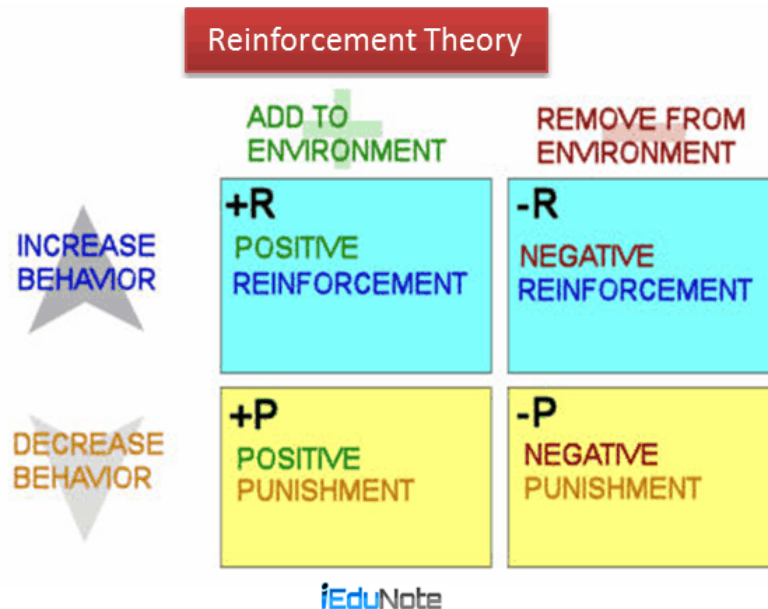 Reinforcement Theory
ADD TO
ENVIRONMENT
REMOVE FROM
ENVIRONMENT
INCREASE
BEHAVIOR
+R
POSITIVE
REINFORCEMENT
-R
NEGATIVE
REINFORCEMENT
DECREASE
BEHAVIOR
+P
POSITIVE
PUNISHMENT
-P
NEGATIVE
PUNISHMENT
iEduNote